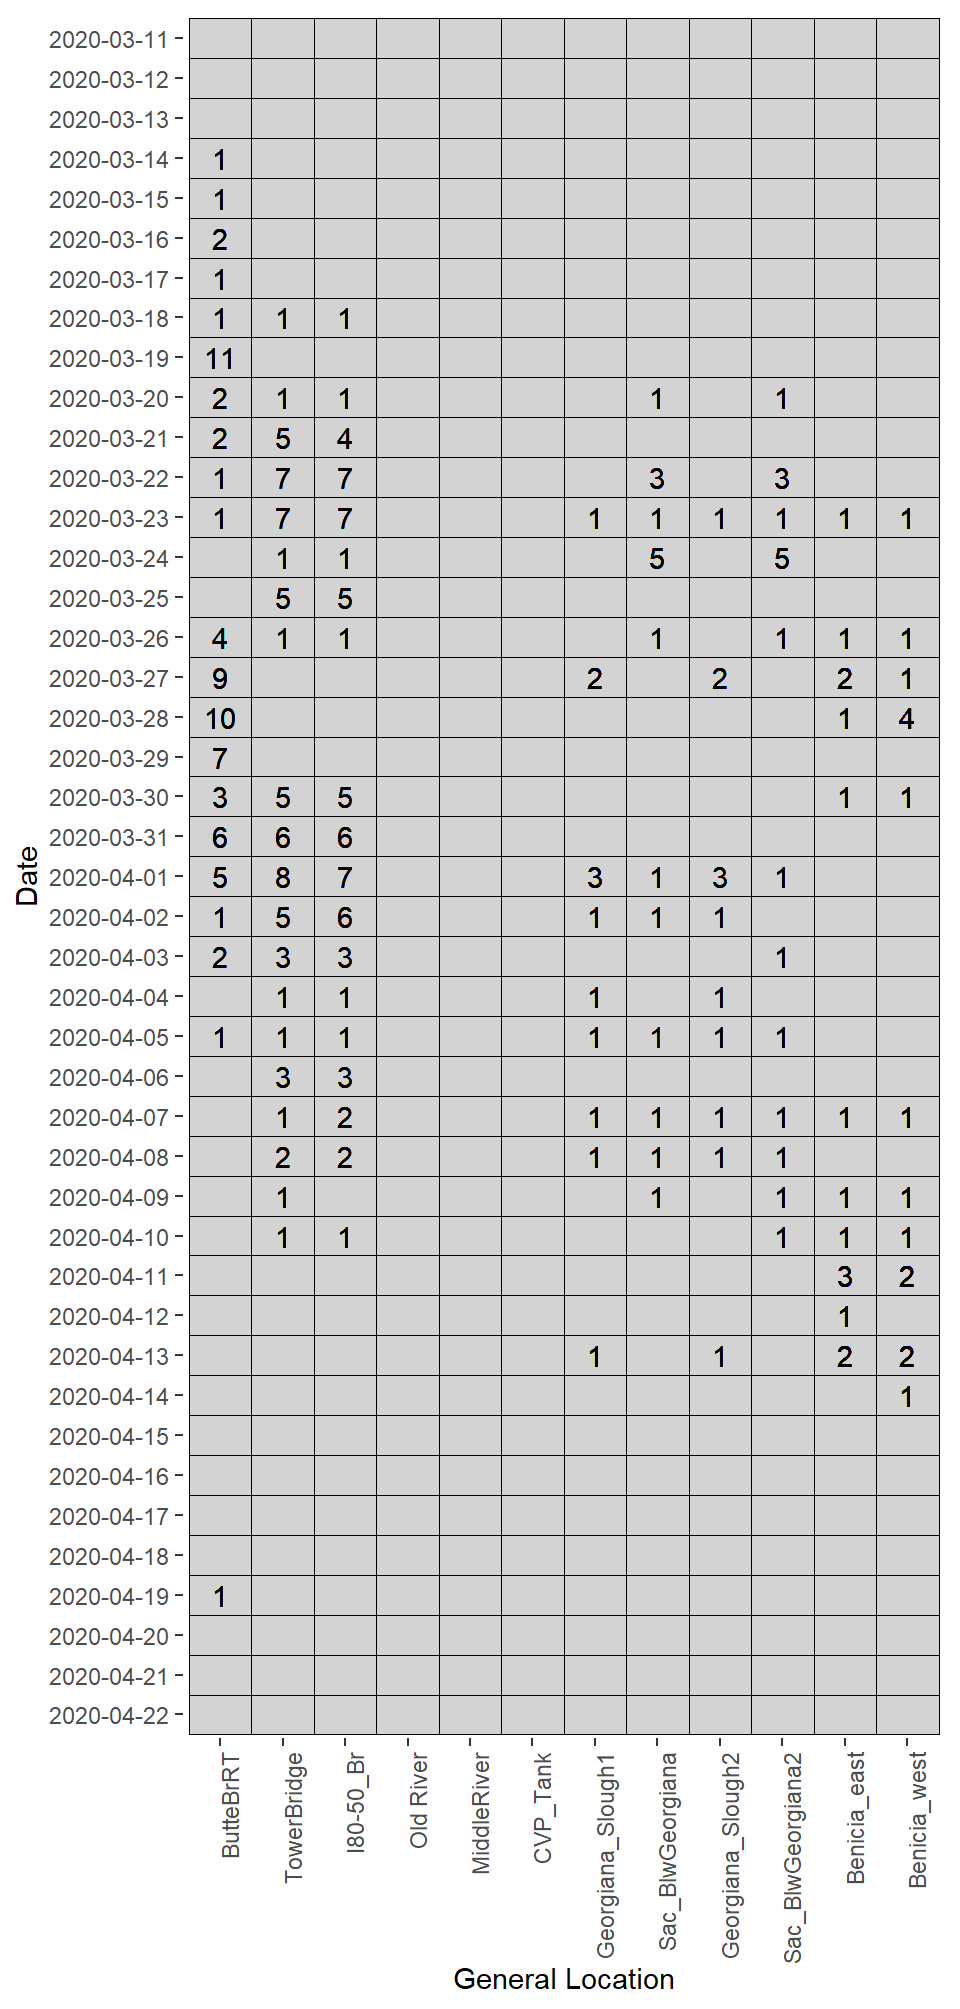 2020-03-11
2020-03-12
2020-03-13
2020-03-14 1
2020-03-15 1
2020-03-16 2
2020-03-17 1
2020-03-18 1 1 1
2020-03-19 11
2020-03-20 2 1 1 1 1
2020-03-21 2 5 4
2020-03-22 1 7 7 3 3
2020-03-23 1 7 7 1 1 1 1 1 1
2020-03-24 1 1 5 5
2020-03-25 5 5
2020-03-26 4 1 1 1 1 1 1
2020-03-27 9 2 2 2 1
2020-03-28 10 1 4
2020-03-29 7
2020-03-30 3 5 5 1 1
2020-03-31 6 6 6
2020-04-01 5 8 7 3 1 3 1
2020-04-02 1 5 6 1 1 1
2020-04-03 2 3 3 1
2020-04-04 1 1 1 1
2020-04-05 1 1 1 1 1 1 1
2020-04-06 3 3
2020-04-07 1 2 1 1 1 1 1 1
2020-04-08 2 2 1 1 1 1
2020-04-09 1 1 1 1 1
2020-04-10 1 1 1 1 1
2020-04-11 3 2
2020-04-12 1
2020-04-13 1 1 2 2
2020-04-14 1
2020-04-15
2020-04-16
2020-04-17
2020-04-18
2020-04-19 1
2020-04-20
2020-04-21
2020-04-22
Date
ButteBrRT
TowerBridge
I80-50_Br
Old River
MiddleRiver
CVP_Tank
Georgiana_Slough1
Sac_BlwGeorgiana
Georgiana_Slough2
Sac_BlwGeorgiana2
Benicia_east
Benicia_west
General Location